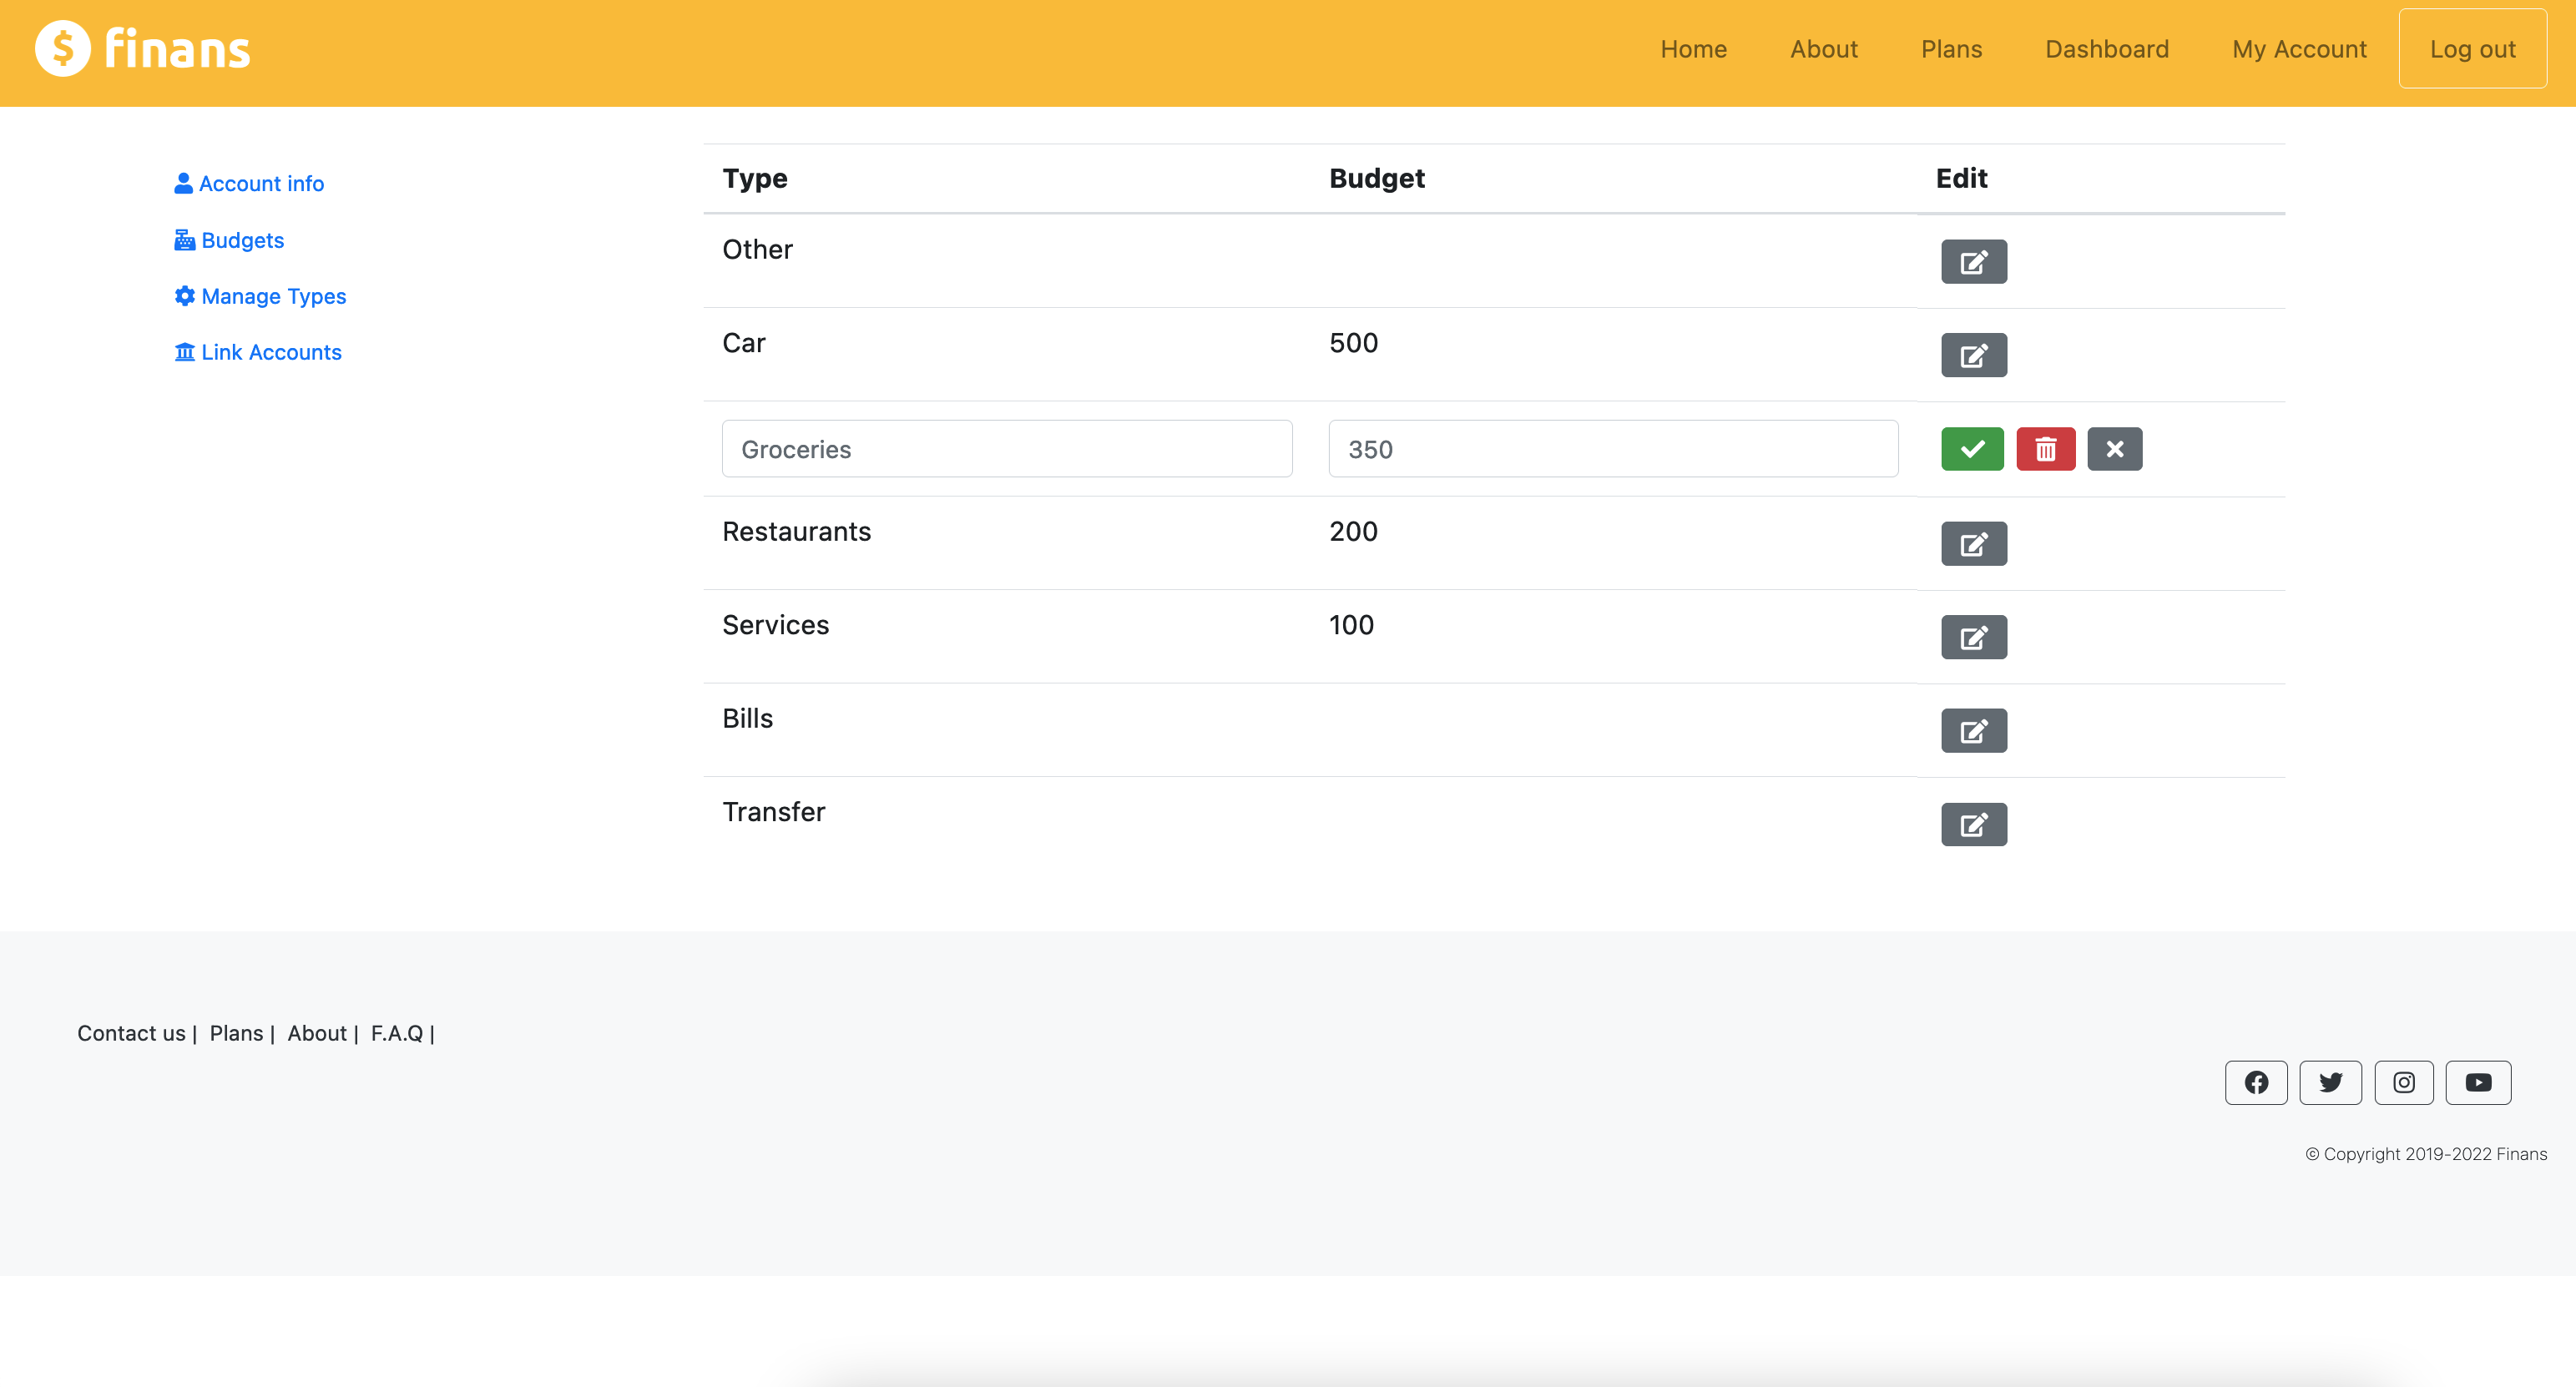 finans
Home About Plans Dashboard My Account Log out
Account info
Budgets
Manage Types
Link Accounts
Type Budget Edit
Other
Car 500
Groceries 350
Restaurants 200
Services 100
Bills
Transfer
Contact us | Plans | About | F.A.Q |
© Copyright 2019-2022 Finans